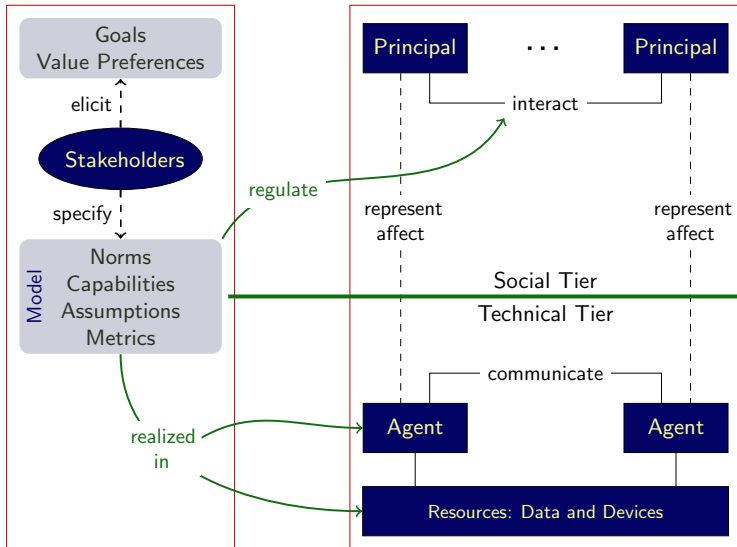 Goals
Value Preferences
elicit
Stakeholders
specify
Model
Norms
Capabilities
Assumptions
Metrics
regulate
realized
in
Principal
...
Principal
interact
represent
affect
represent
affect
Social Tier
Technical Tier
communicate
Agent
Agent
Resources: Data and Devices